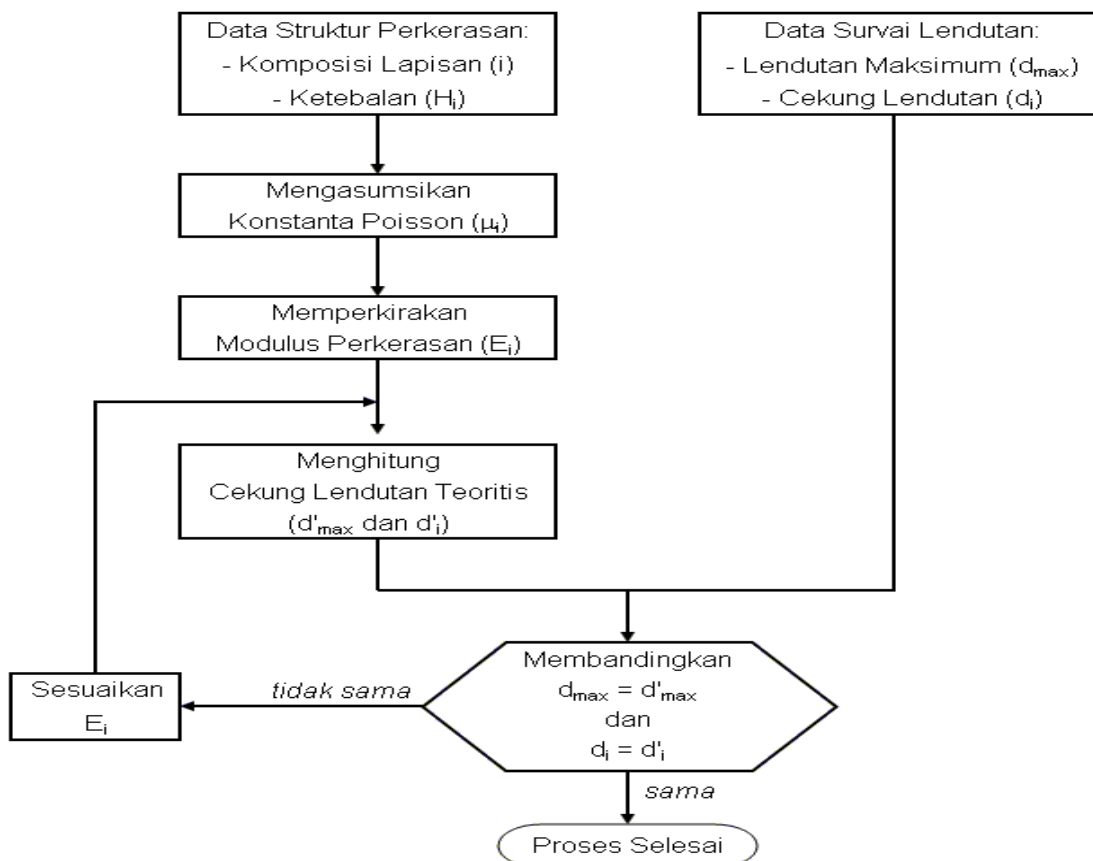 Data Struktur Perkerasan:
- Komposisi Lapisan (i)
- Ketebalan (Hi)
Data Survai Lendutan:
- Lendutan Maksimum (dmax)
- Cekung Lendutan (di)
Mengasumsikan
Konstanta Poisson (μi)
Memperkirakan
Modulus Perkerasan (Ei)
Menghitung
Cekung Lendutan Teoritis
(d'max dan d'i)
Membandingkan
dmax = d'max
dan
di = d'i
tidak sama
Sesuaikan
Ei
sama
Proses Selesai